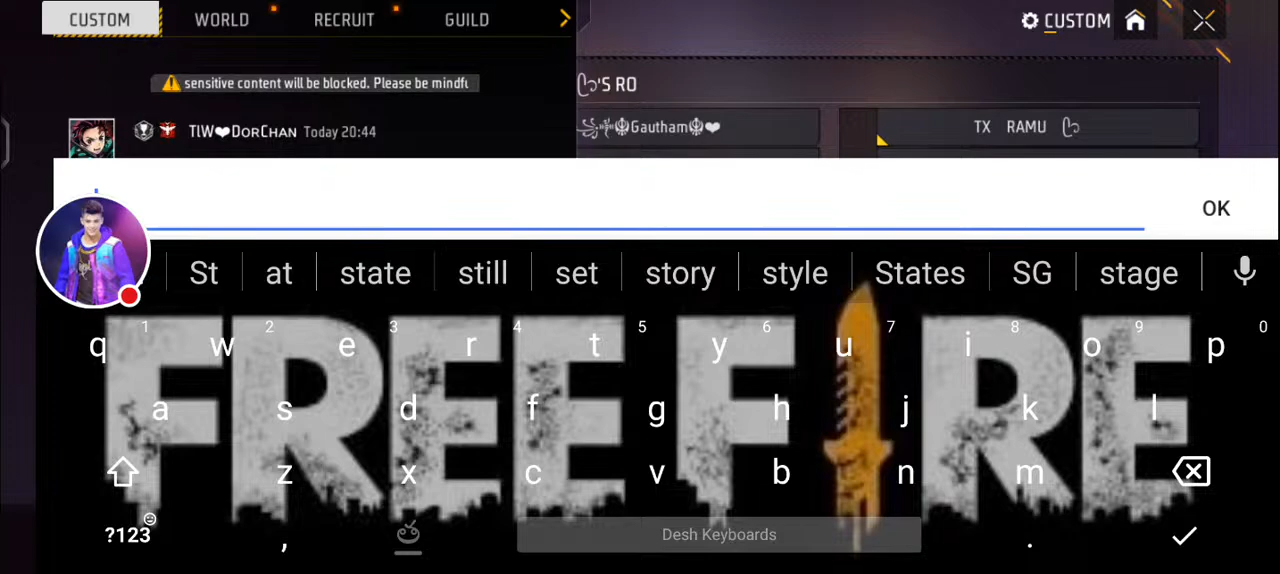 CUSTOM WORLD RECRUIT GUILD CUSTOM
sensitive content will be blocked. Please be mindfu
'S RO
TlW❤DORCHAN Today 20:44
꧁༒☬Gautham☬❤ TX RAMU
OK
St at state still set story style States SG stage
FREE FIRE
1 2 3 4 5 6 7 8 9 0
q w e r t y u i o p
a s d f g h j k l
z x c v b n m
?123 , Desh Keyboards .